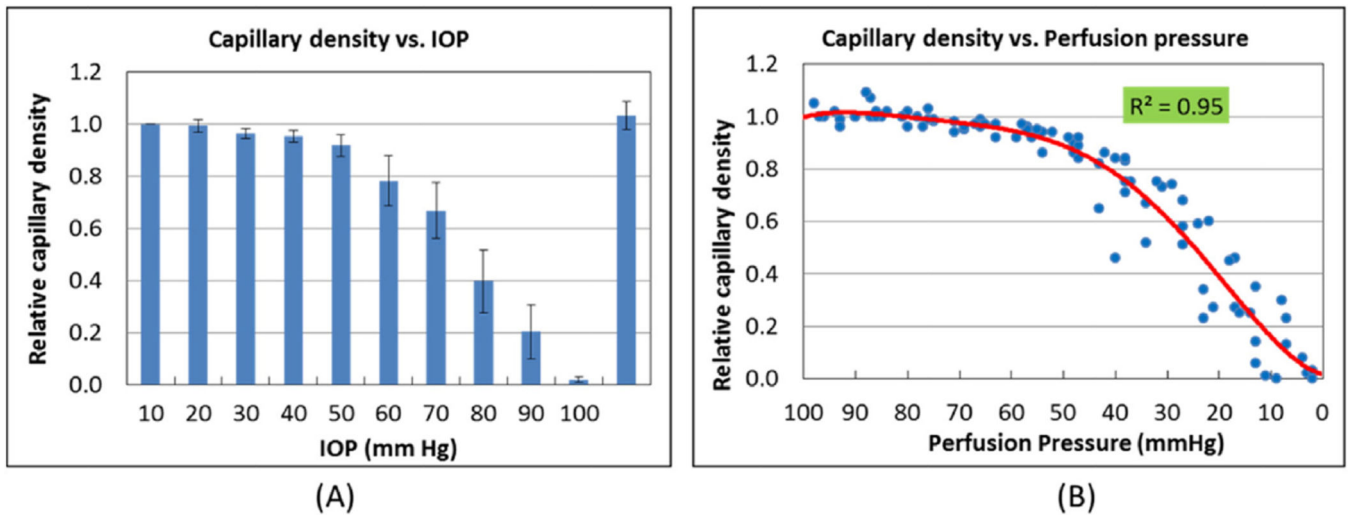 Capillary density vs. IOP
Relative capillary density
1.2
1.0
0.8
0.6
0.4
0.2
0.0
10 20 30 40 50 60 70 80 90 100
IOP (mm Hg)
(A)
Capillary density vs. Perfusion pressure
Relative capillary density
1.2
1.0
0.8
0.6
0.4
0.2
0.0
R² = 0.95
100 90 80 70 60 50 40 30 20 10 0
Perfusion Pressure (mmHg)
(B)